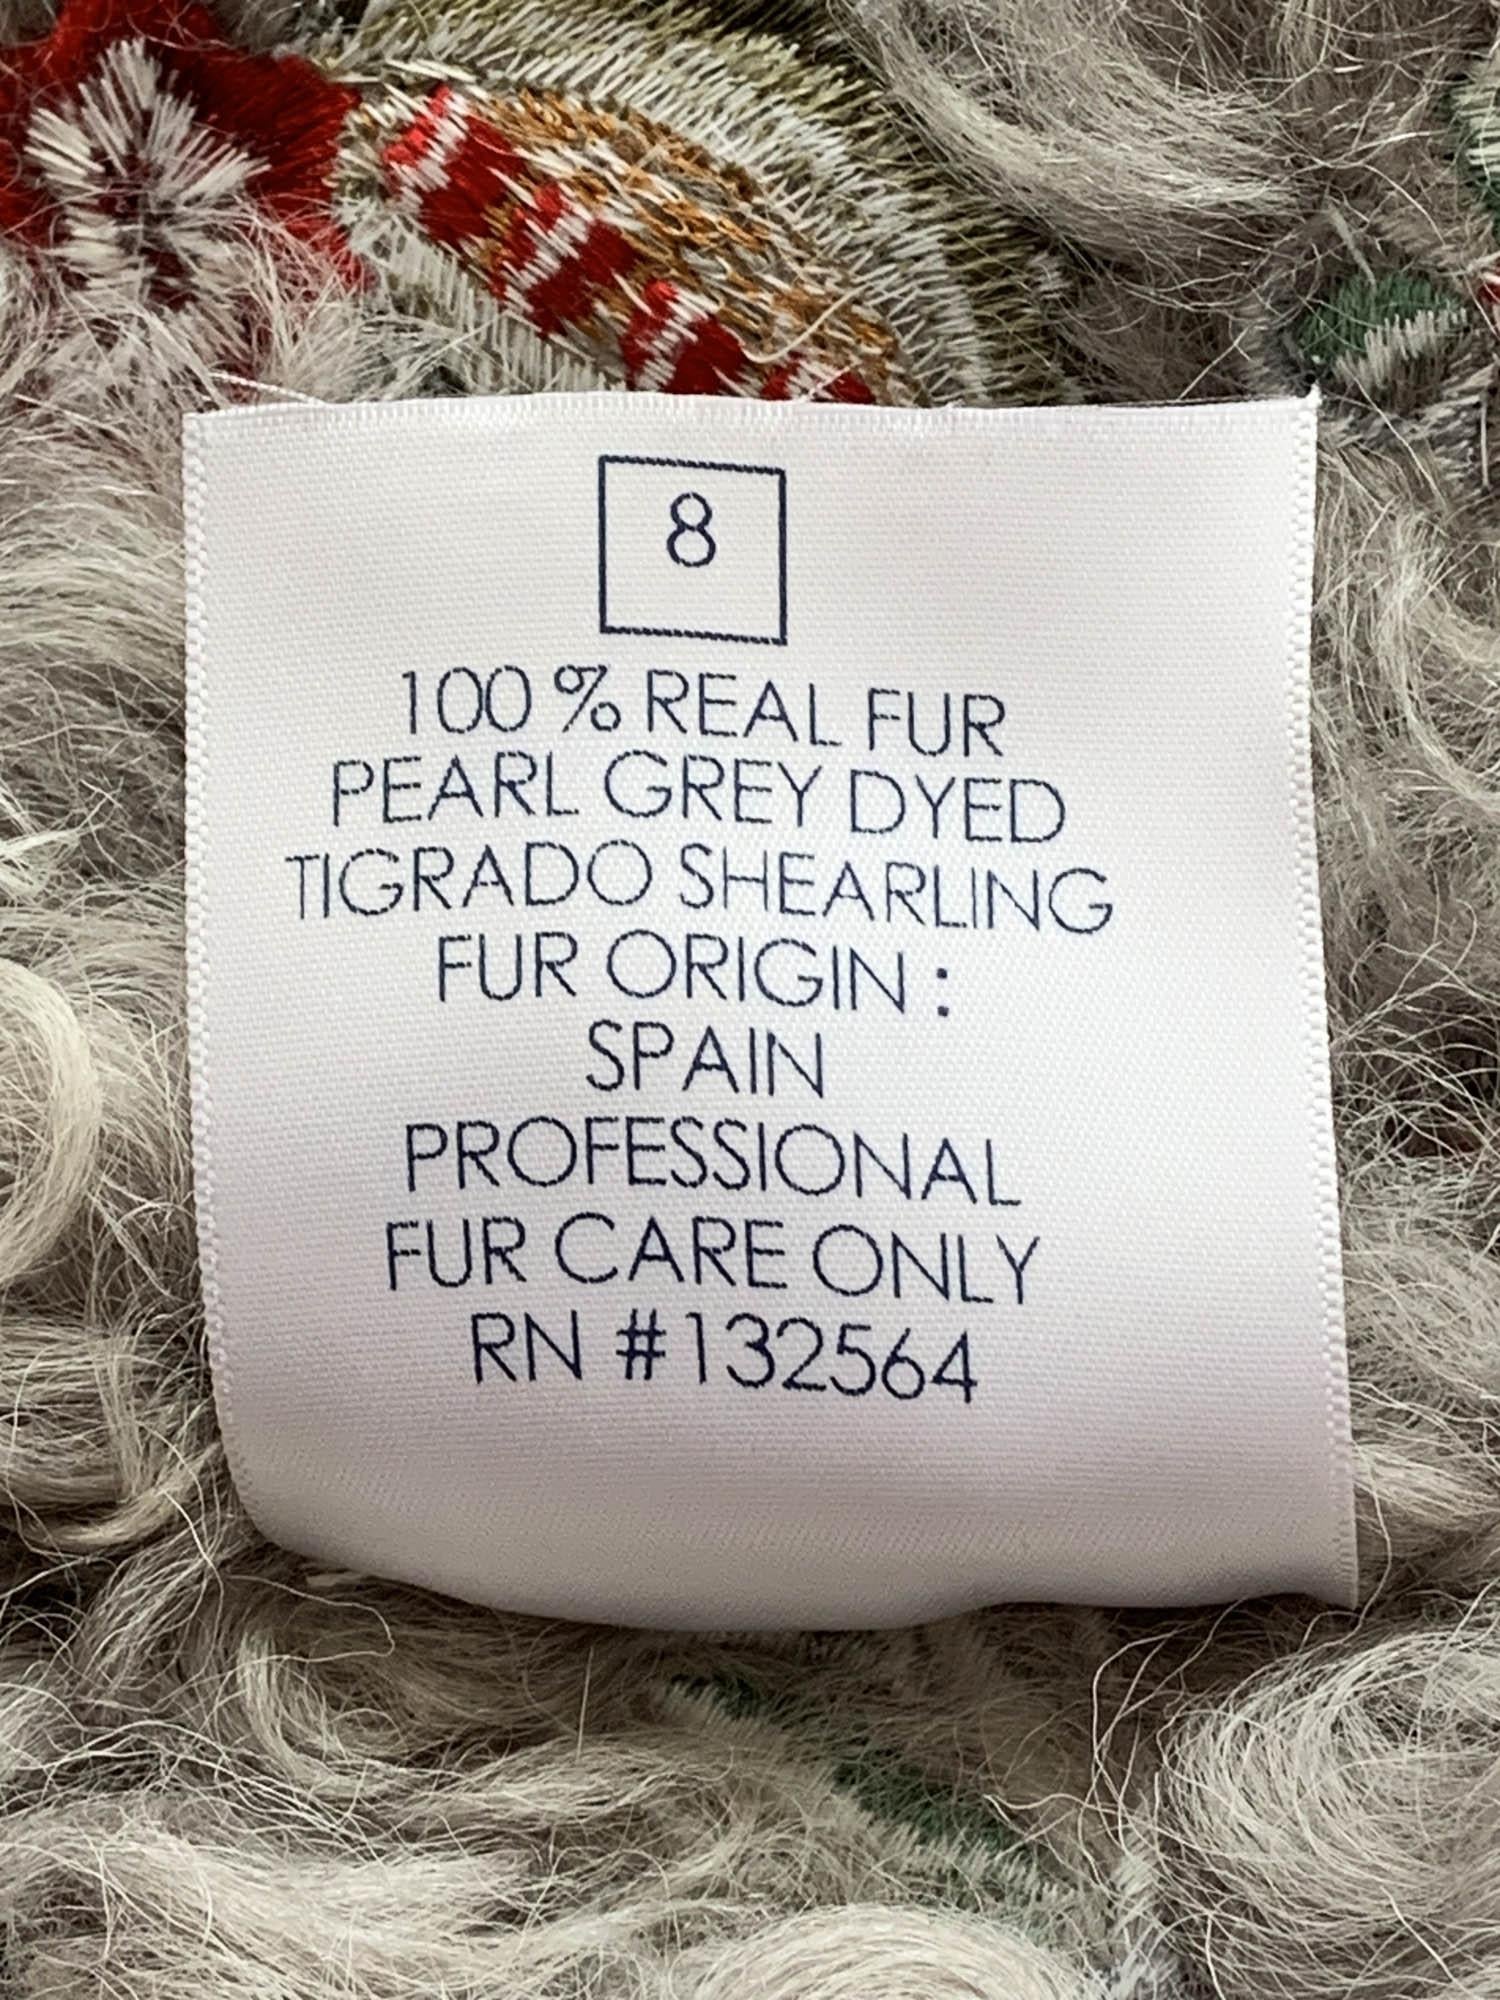 8
100 % REAL FUR
PEARL GREY DYED
TIGRADO SHEARLING
FUR ORIGIN :
SPAIN
PROFESSIONAL
FUR CARE ONLY
RN #132564